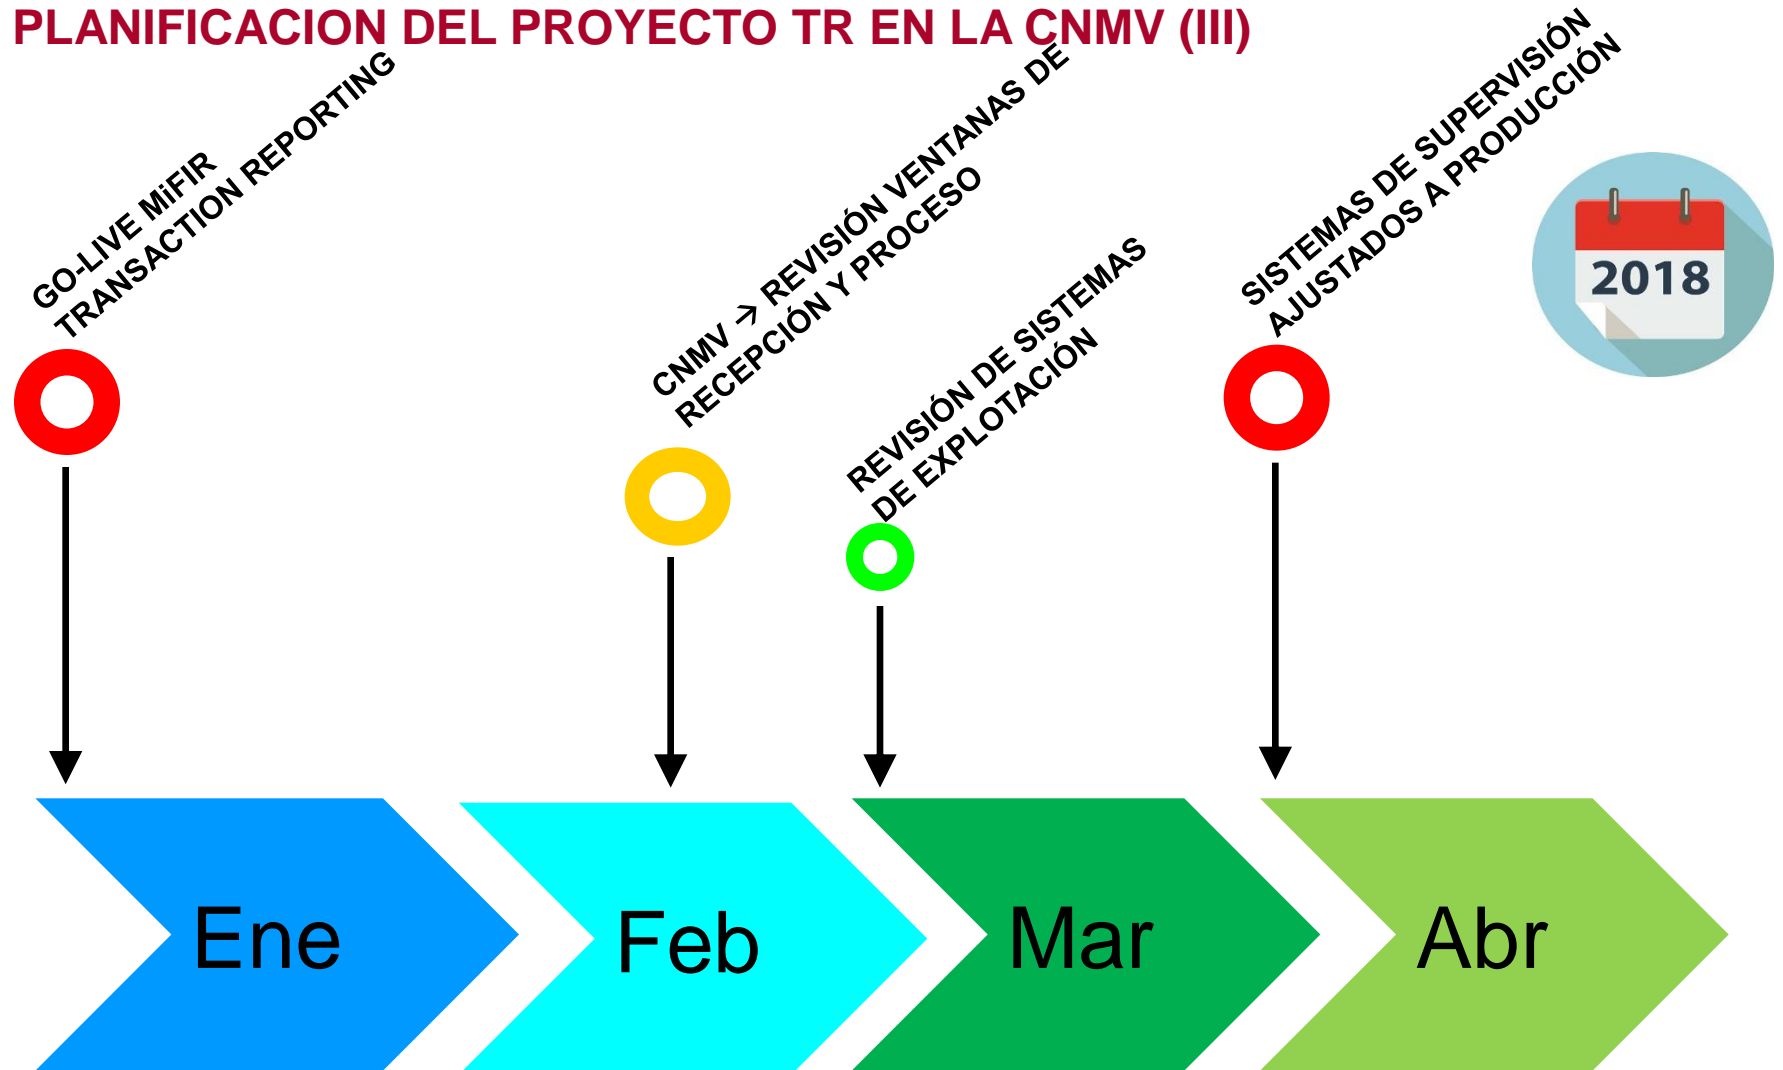 PLANIFICACION DEL PROYECTO TR EN LA CNMV (III)
GO-LIVE MiFIR
TRANSACTION REPORTING
CNMV → REVISIÓN VENTANAS DE
RECEPCIÓN Y PROCESO
REVISIÓN DE SISTEMAS
DE EXPLOTACIÓN
SISTEMAS DE SUPERVISIÓN
AJUSTADOS A PRODUCCIÓN
2018
Ene
Feb
Mar
Abr